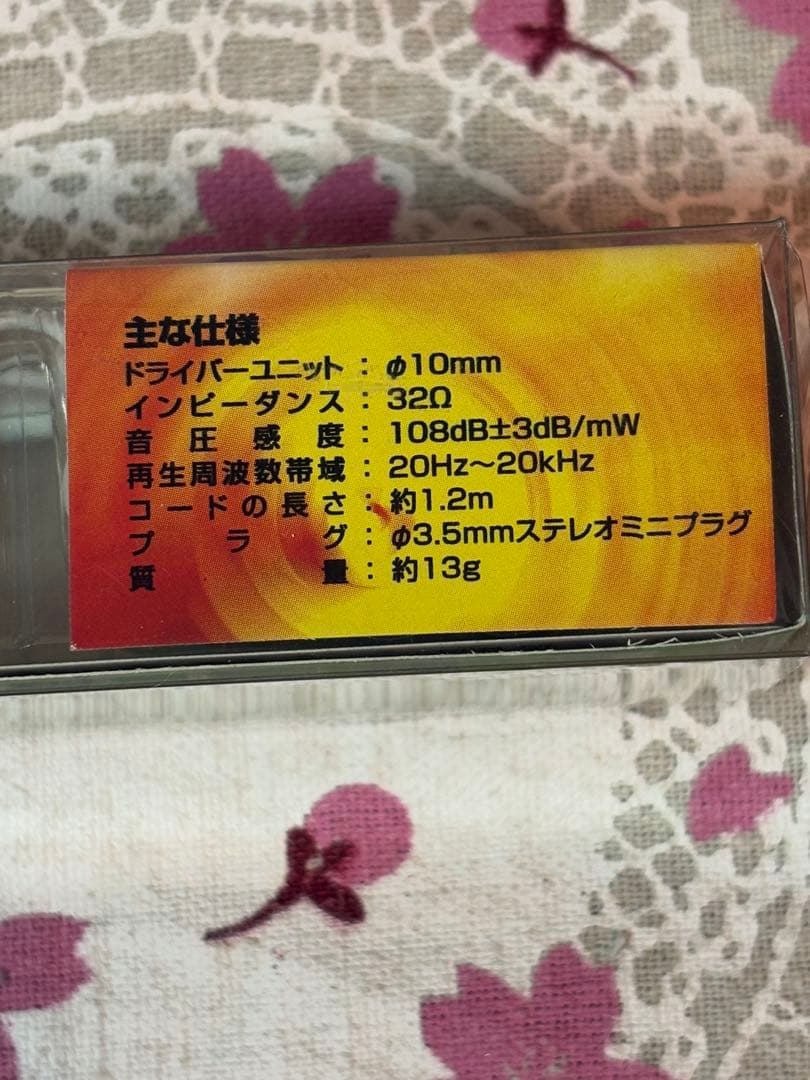 主な仕様
ドライバーユニット：φ10mm
インピーダンス：32Ω
音圧感度：108dB±3dB/mW
再生周波数帯域：20Hz～20kHz
コードの長さ：約1.2m
プラグ：φ3.5mmステレオミニプラグ
質量：約13g